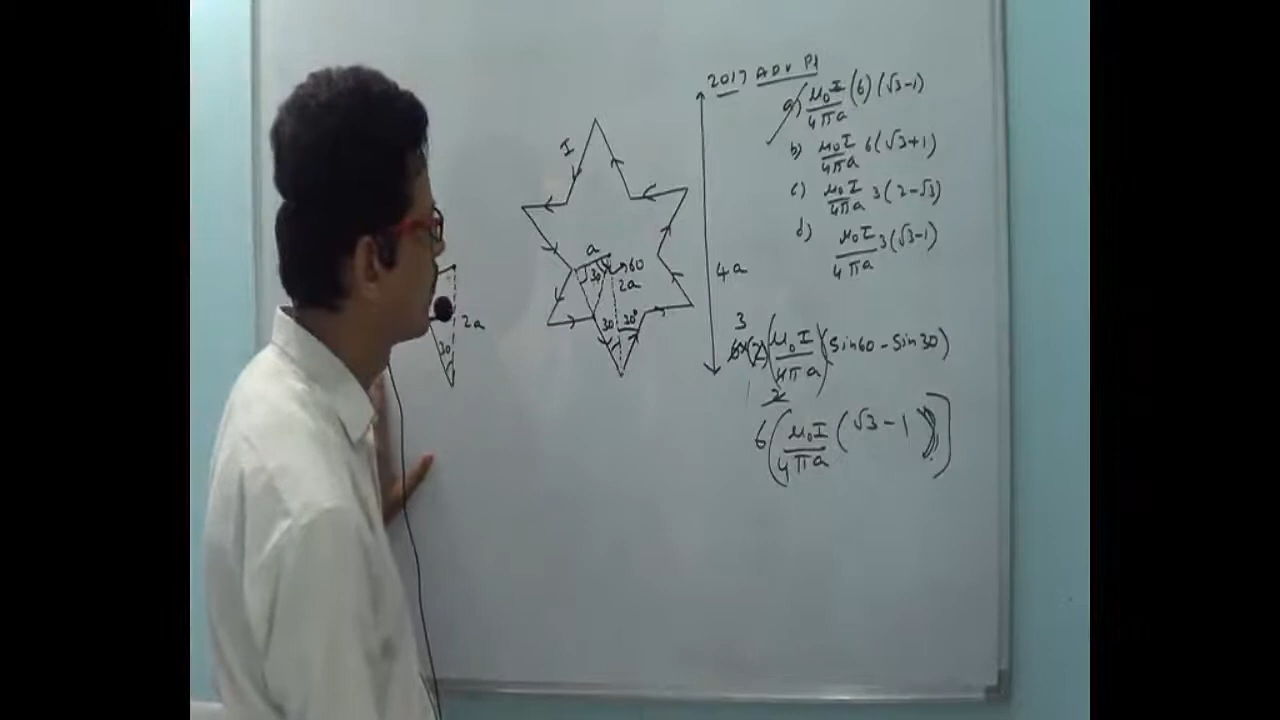 2017 ADV P1
a) μ₀I/4πa (6) (√3-1)
b) μ₀I/4πa 6(√3+1)
c) μ₀I/4πa 3(2-√3)
d) μ₀I/4πa 3(√3-1)
I
a
30
60
2a
30
30°
4a
2a
30
3
(2) (μ₀I/4πa) (sin60 - sin30)
2
6 (μ₀I/4πa (√3-1))